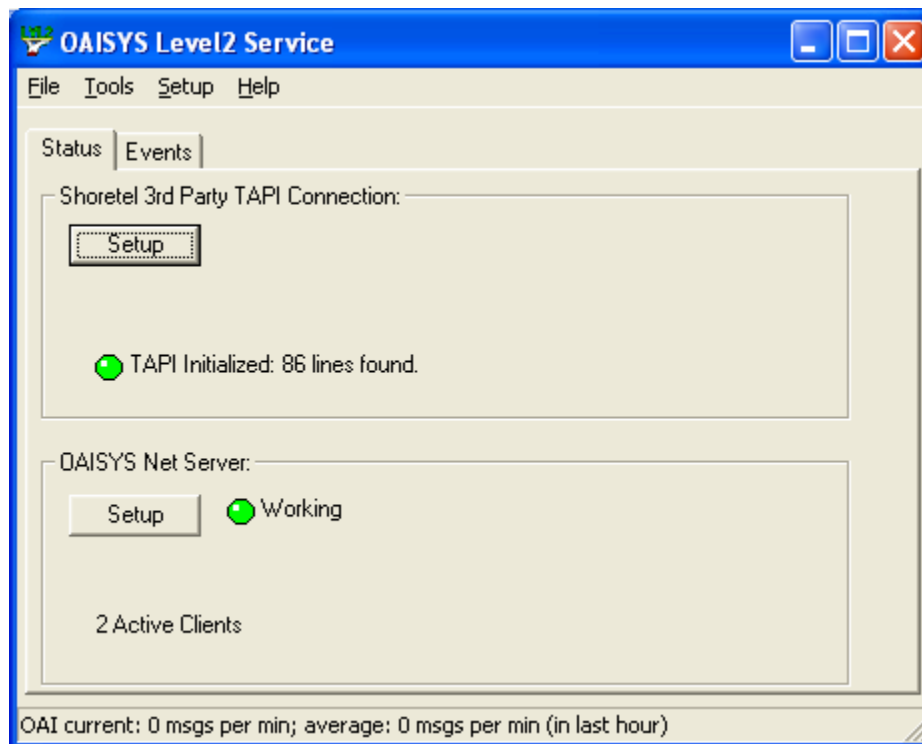 OAISYS Level2 Service
File Tools Setup Help
Status Events
Shoretel 3rd Party TAPI Connection:
Setup
TAPI Initialized: 86 lines found.
OAISYS Net Server:
Setup Working
2 Active Clients
OAI current: 0 msgs per min; average: 0 msgs per min (in last hour)